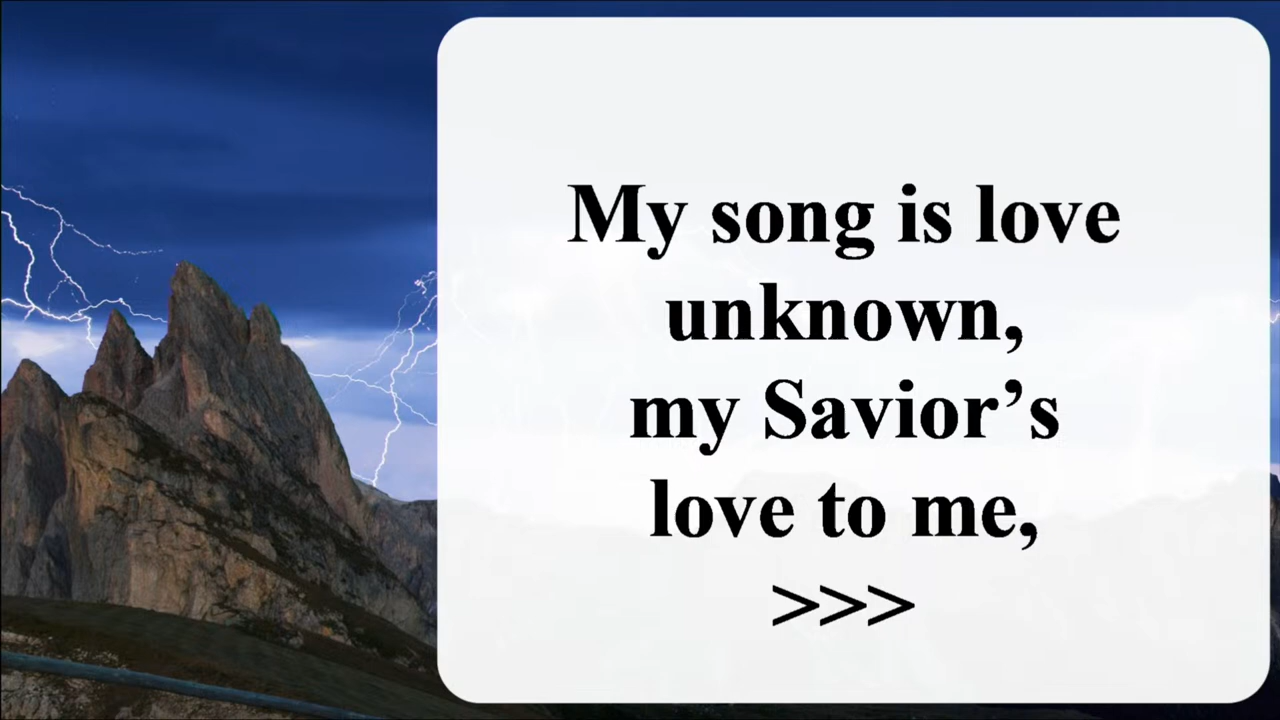 My song is love
unknown,
my Savior’s
love to me,
>>>